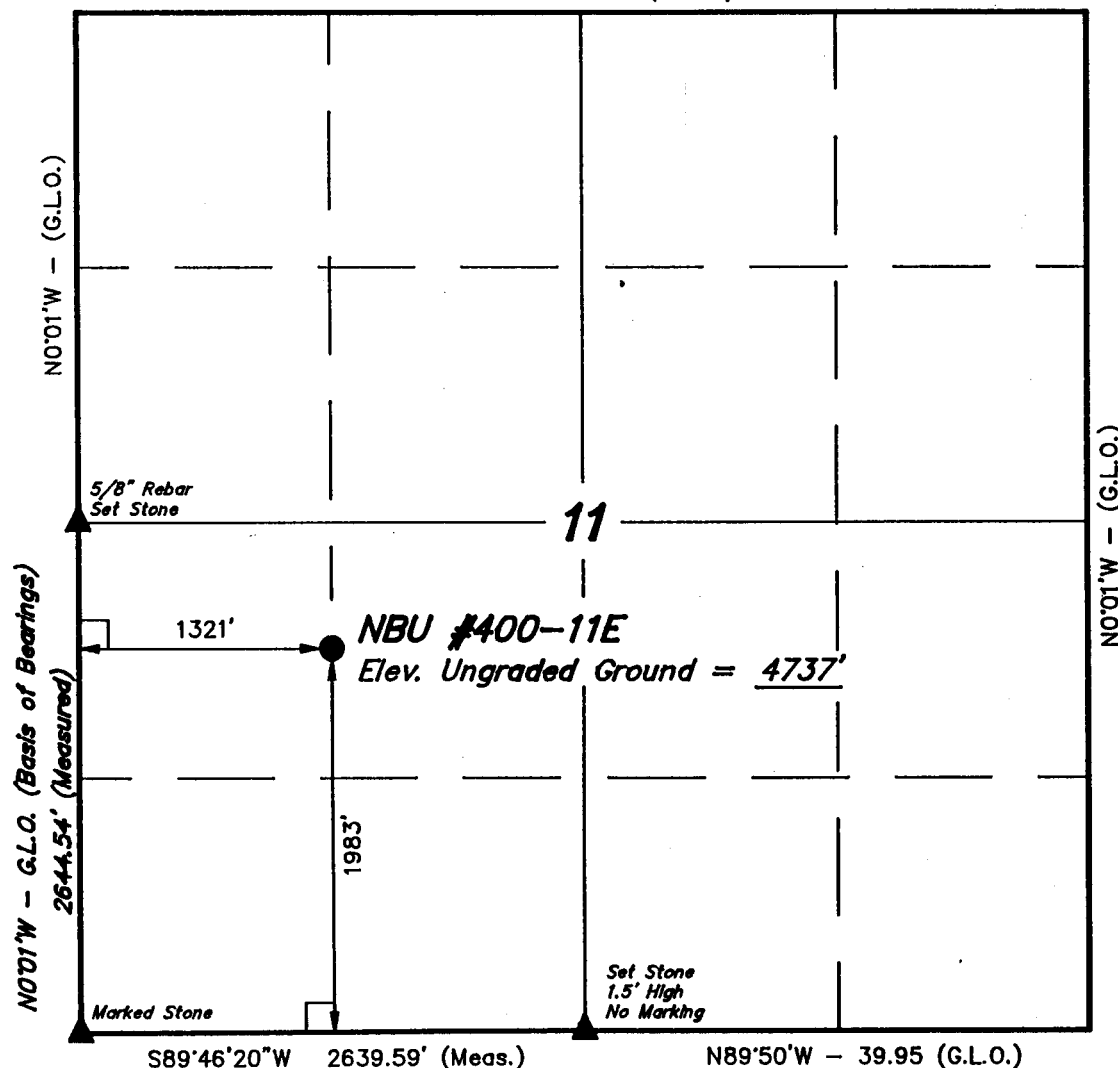 N0°01'W - (G.L.O.)
5/8" Rebar
Set Stone
11
N0°01'W - (G.L.O.)
1321'
NBU #400-11E
Elev. Ungraded Ground = 4737'
N0°01'W - G.L.O. (Basis of Bearings)
2644.54' (Measured)
1983'
Marked Stone
Set Stone
1.5' High
No Marking
S89°46'20"W 2639.59' (Meas.)
N89°50'W - 39.95 (G.L.O.)